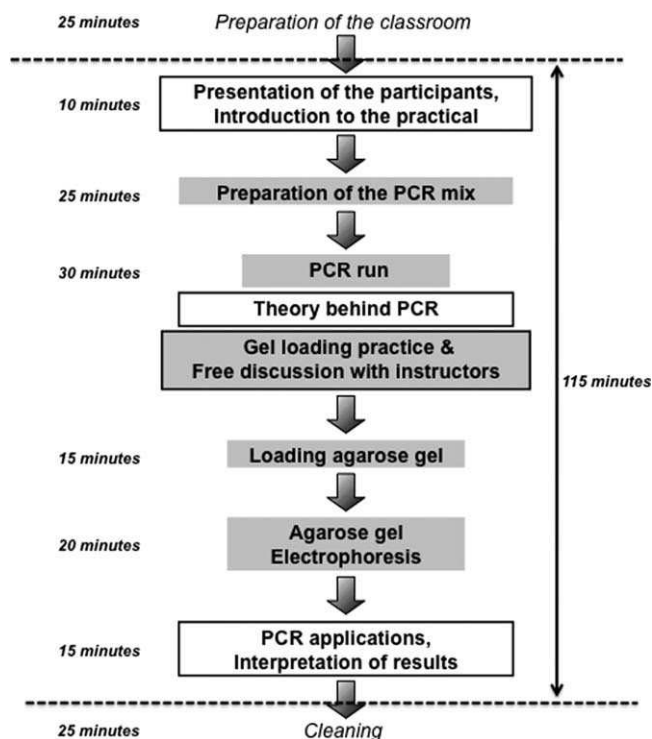 25 minutes Preparation of the classroom
10 minutes
Presentation of the participants,
Introduction to the practical
25 minutes Preparation of the PCR mix
30 minutes PCR run
Theory behind PCR
Gel loading practice &
Free discussion with instructors
115 minutes
15 minutes Loading agarose gel
20 minutes
Agarose gel
Electrophoresis
15 minutes
PCR applications,
Interpretation of results
25 minutes Cleaning